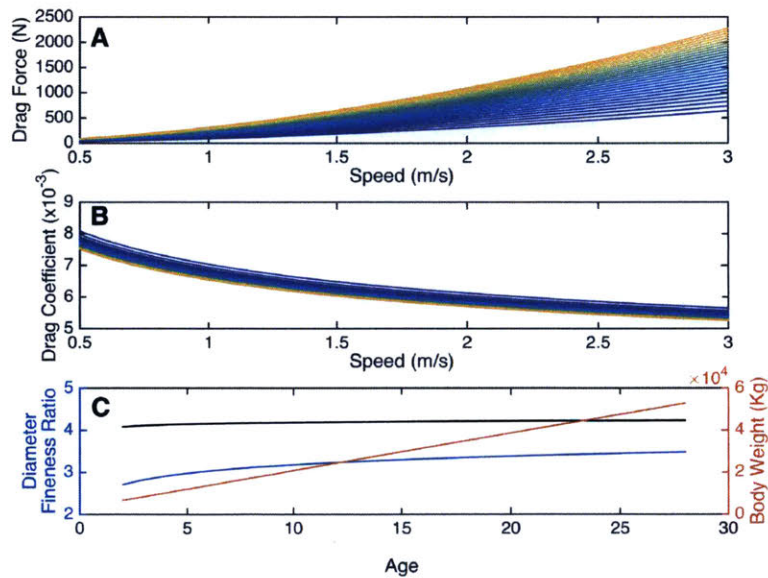 A
Drag Force (N)
2500
2000
1500
1000
500
0
0.5 1 1.5 2 2.5 3
Speed (m/s)
B
Drag Coefficient (x10⁻³)
9
8
7
6
5
0.5 1 1.5 2 2.5 3
Speed (m/s)
C
Diameter
Fineness Ratio
5
4
3
2
×10⁴
6
4
2
0
Body Weight (Kg)
0 5 10 15 20 25 30
Age